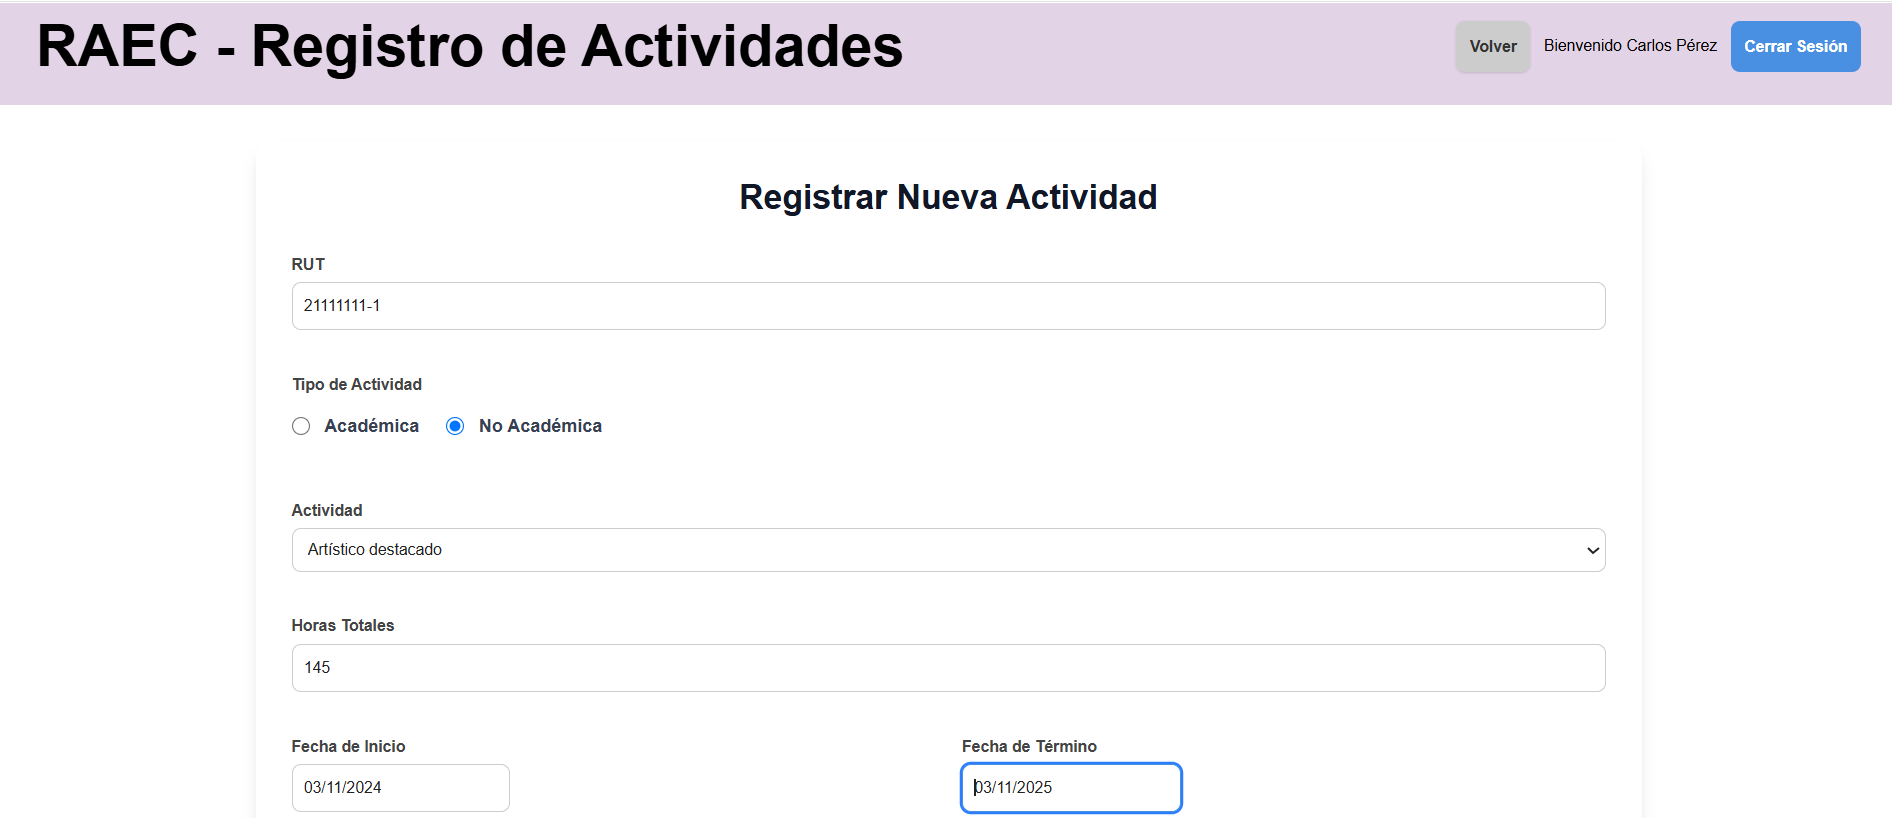 RAEC - Registro de Actividades
Volver
Bienvenido Carlos Pérez
Cerrar Sesión
Registrar Nueva Actividad
RUT
21111111-1
Tipo de Actividad
Académica
No Académica
Actividad
Artístico destacado
Horas Totales
145
Fecha de Inicio
Fecha de Término
03/11/2024
03/11/2025